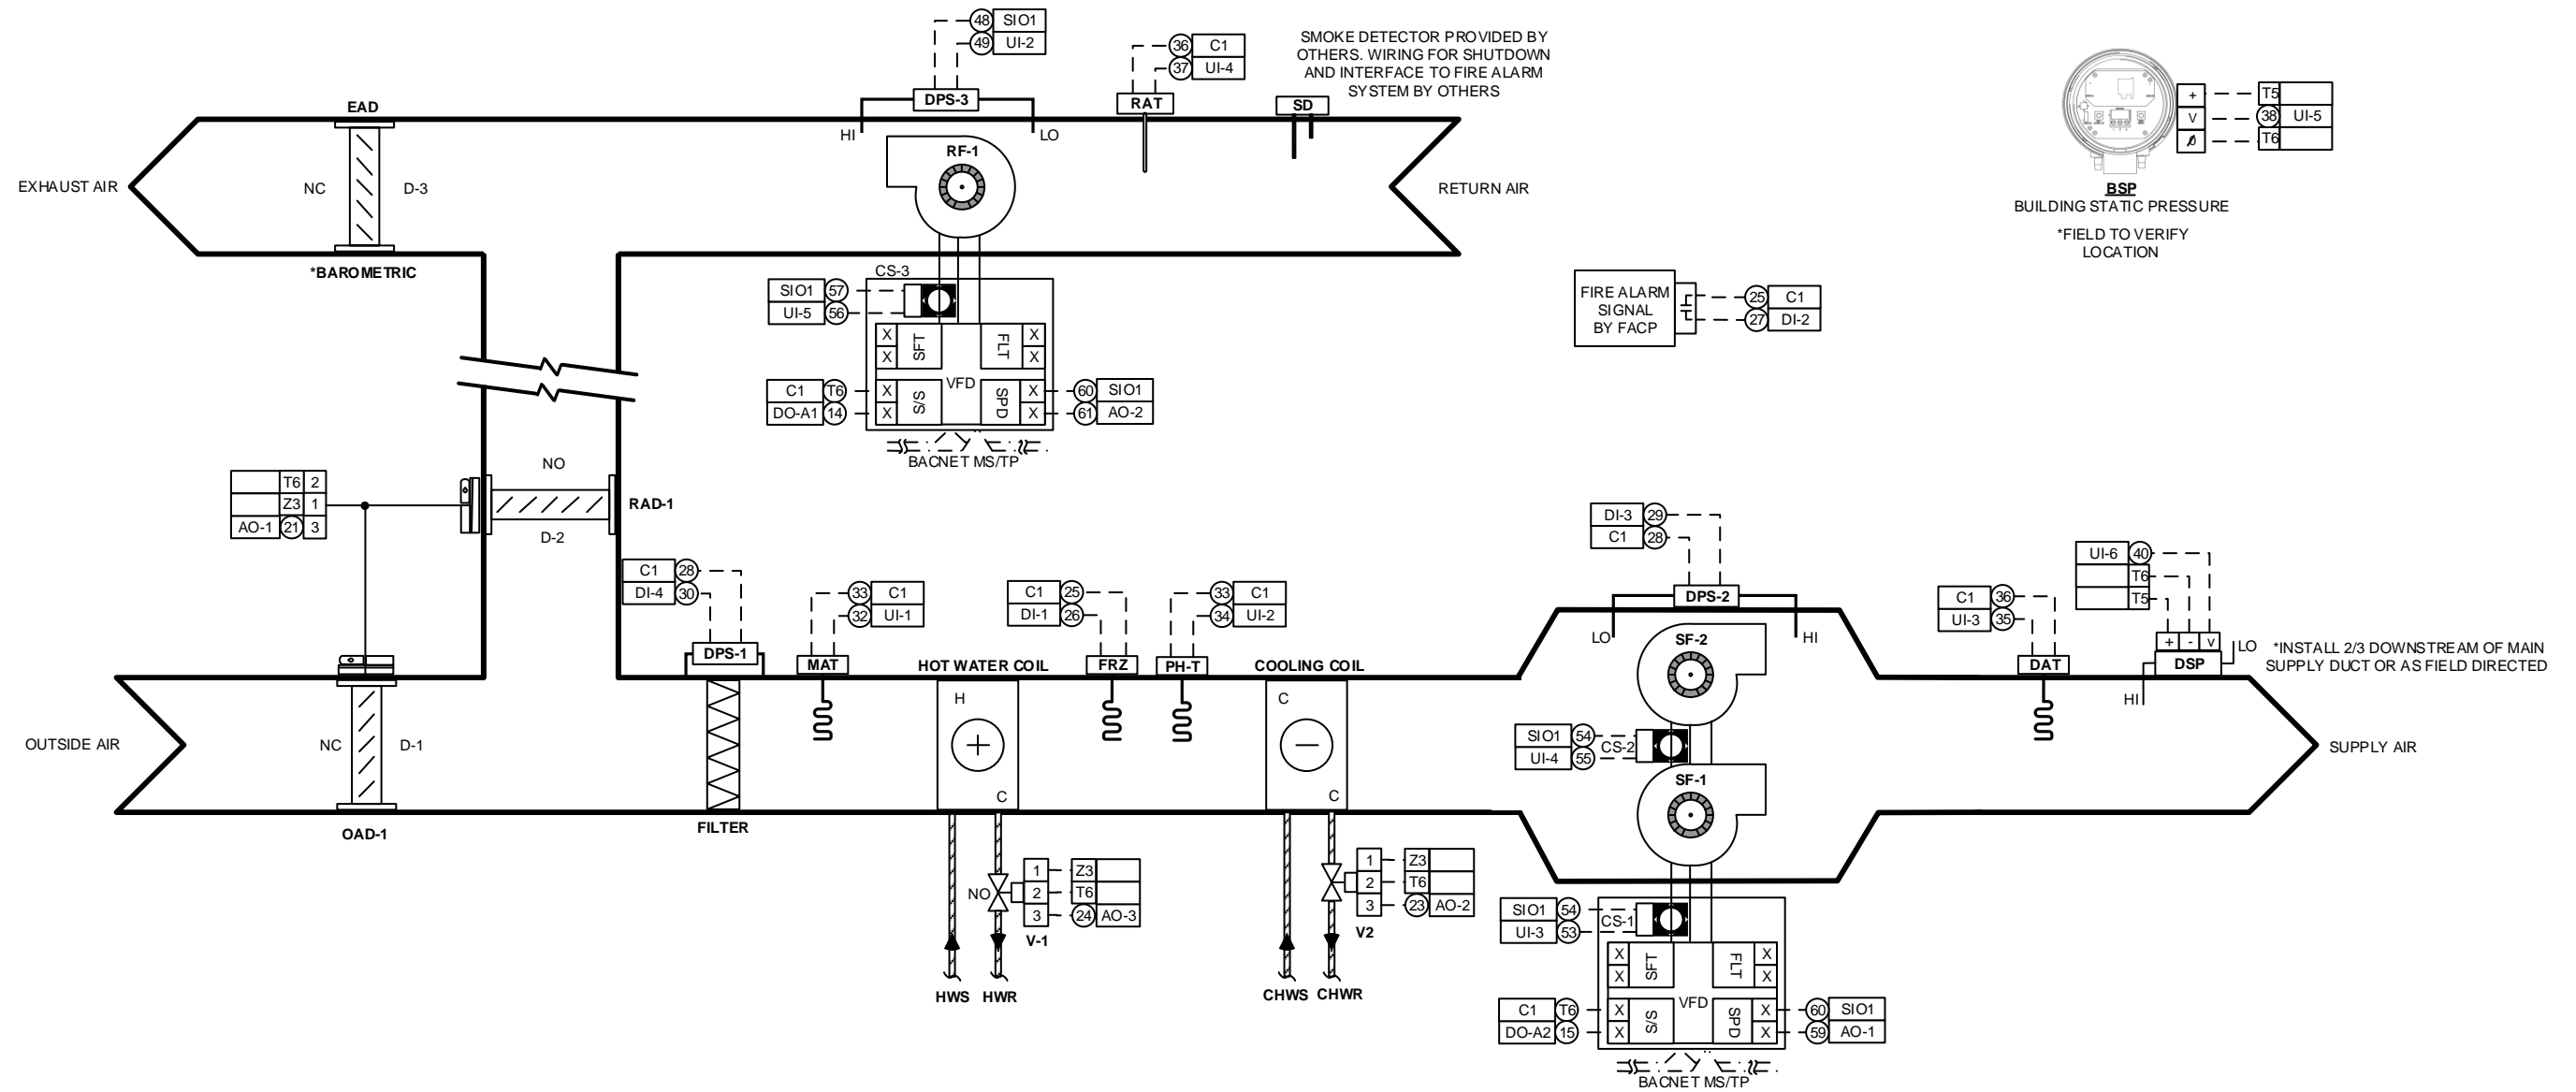 48 SIO1
49 UI-2
DPS-3
HI
LO
36 C1
37 UI-4
RAT
SD
SMOKE DETECTOR PROVIDED BY
OTHERS. WIRING FOR SHUTDOWN
AND INTERFACE TO FIRE ALARM
SYSTEM BY OTHERS
+ T5
V 38 UI-5
Ø T6
BSP
BUILDING STATIC PRESSURE
*FIELD TO VERIFY
LOCATION
EAD
EXHAUST AIR
NC
D-3
*BAROMETRIC
RF-1
RETURN AIR
CS-3
SIO1 57
UI-5 56
X SFT X
FLT X X
VFD
C1 T6 X
DO-A1 14 X
S/S
SPD
X 60 SIO1
X 61 AO-2
BACNET MS/TP
FIRE ALARM
SIGNAL
BY FACP
25 C1
27 DI-2
T6 2
Z3 1
AO-1 21 3
NO
RAD-1
D-2
C1 28
DI-4 30
DPS-1
33 C1
32 UI-1
MAT
HOT WATER COIL
C1 25
DI-1 26
FRZ
33 C1
34 UI-2
PH-T
COOLING COIL
DI-3 29
C1 28
DPS-2
LO
HI
SF-2
C1 36
UI-3 35
DAT
UI-6 40
T6
T5
+ - V
DSP
LO
HI
*INSTALL 2/3 DOWNSTREAM OF MAIN
SUPPLY DUCT OR AS FIELD DIRECTED
OUTSIDE AIR
NC
D-1
OAD-1
FILTER
H
C
C
C
SIO1 54
UI-4 55
CS-2
SF-1
SUPPLY AIR
NO
1 Z3
2 T6
3 24 AO-3
V-1
HWS HWR
1 Z3
2 T6
3 23 AO-2
V2
CHWS CHWR
SIO1 54
UI-3 53
CS-1
X SFT X
FLT X X
VFD
C1 T6 X
DO-A2 15 X
S/S
SPD
X 60 SIO1
X 59 AO-1
BACNET MS/TP